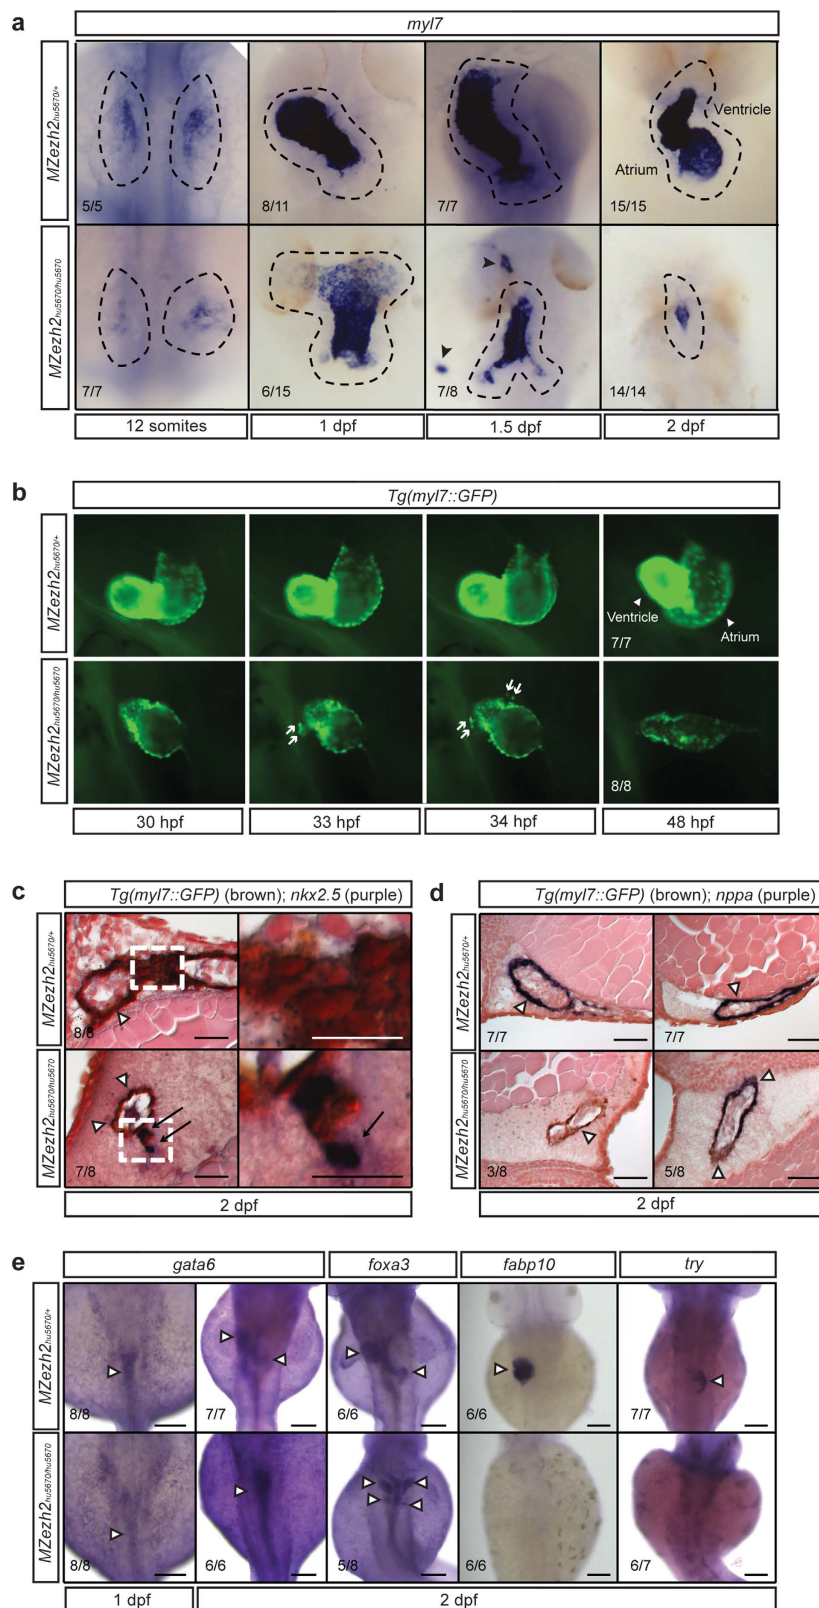 a
myl7
MZezh2hu5670/+
5/5
8/11
7/7
Ventricle
Atrium
15/15
MZezh2hu5670/hu5670
7/7
6/15
7/8
14/14
12 somites
1 dpf
1.5 dpf
2 dpf
b
Tg(myl7::GFP)
MZezh2hu5670/+
Ventricle
Atrium
7/7
MZezh2hu5670/hu5670
8/8
30 hpf
33 hpf
34 hpf
48 hpf
c
Tg(myl7::GFP) (brown); nkx2.5 (purple)
MZezh2hu5670/+
8/8
MZezh2hu5670/hu5670
7/8
2 dpf
d
Tg(myl7::GFP) (brown); nppa (purple)
MZezh2hu5670/+
7/7
7/7
MZezh2hu5670/hu5670
3/8
5/8
2 dpf
e
gata6
foxa3
fabp10
try
MZezh2hu5670/+
8/8
7/7
6/6
6/6
7/7
MZezh2hu5670/hu5670
8/8
6/6
5/8
6/6
6/7
1 dpf
2 dpf